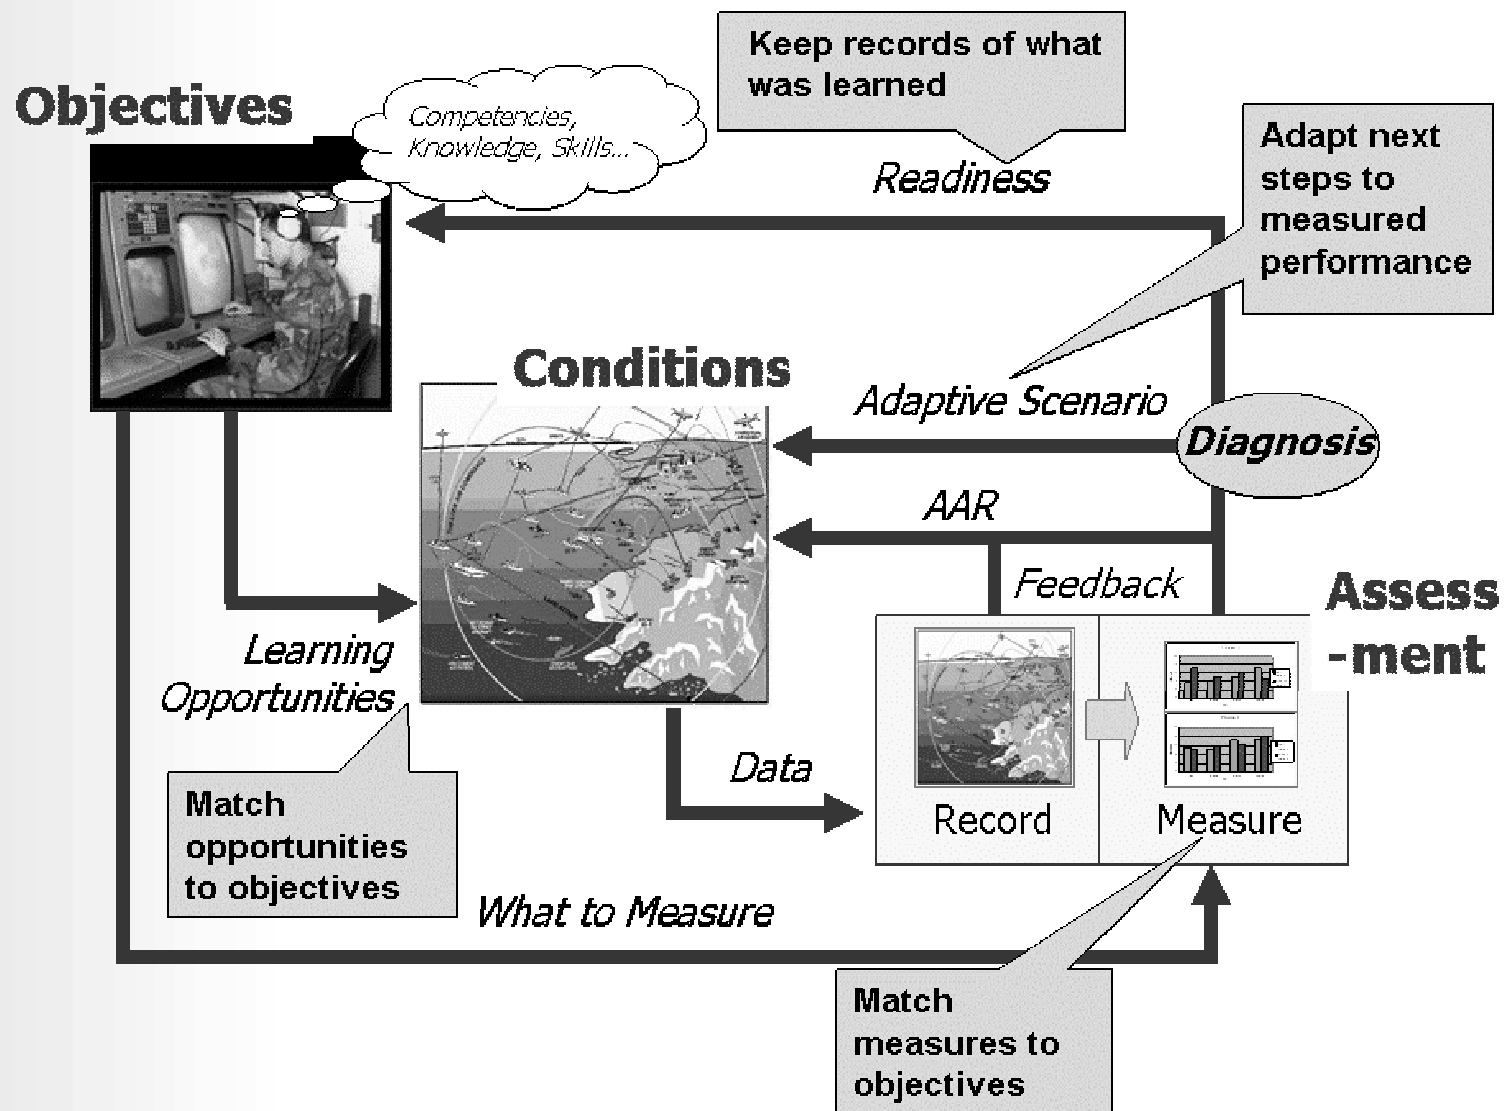 Keep records of what
was learned
Objectives
Competencies,
Knowledge, Skills...
Readiness
Adapt next
steps to
measured
performance
Conditions
Adaptive Scenario
Diagnosis
AAR
Feedback
Assess
-ment
Learning
Opportunities
Data
Record
Measure
Match
opportunities
to objectives
What to Measure
Match
measures to
objectives